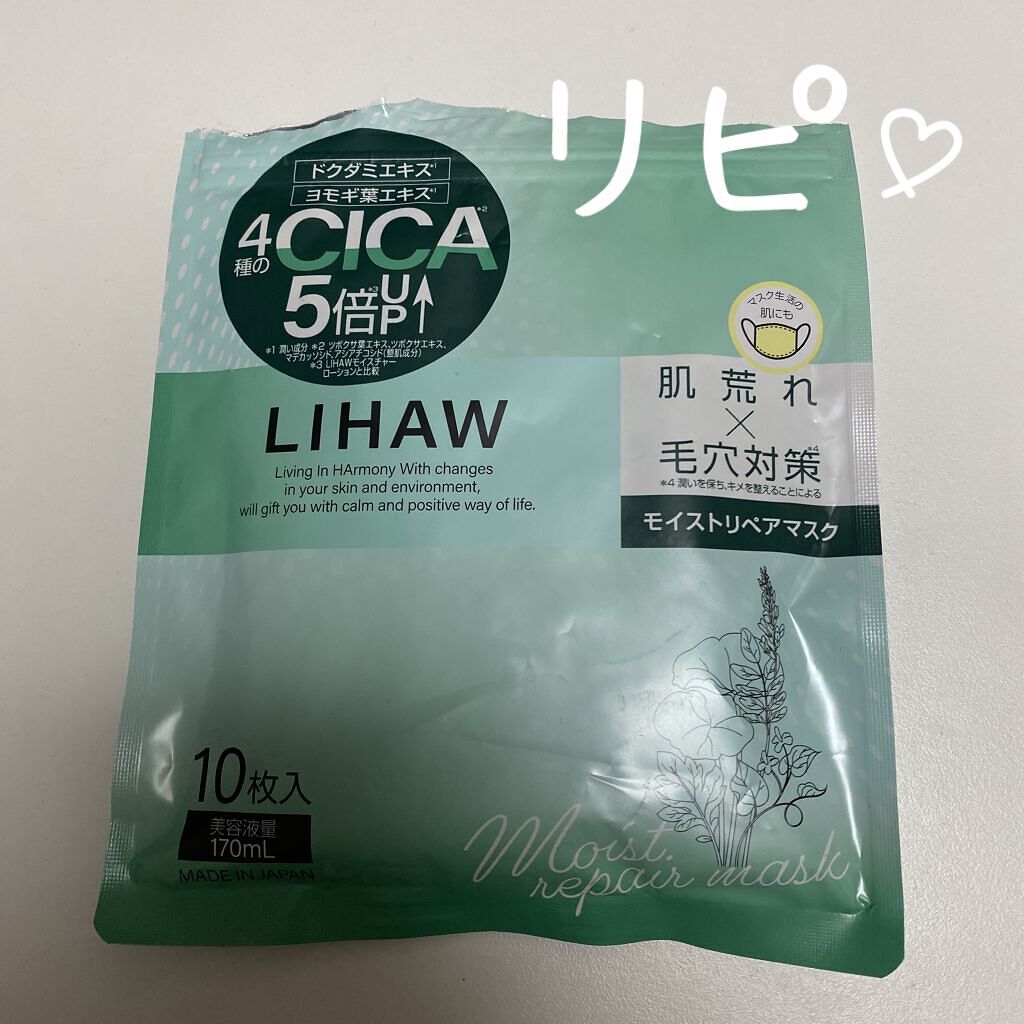 リピ♡
ドクダミエキス*1
ヨモギ葉エキス*1
4種のCICA*2
5倍*3UP↑
*1 潤い成分 *2 ツボクサ葉エキス、ツボクサエキス、
マデカッソシド、アシアチコシド(整肌成分)
*3 LIHAWモイスチャー
ローションと比較
マスク生活の
肌にも
肌荒れ
×
毛穴対策*4
*4 潤いを保ち、キメを整えることによる
モイストリペアマスク
LIHAW
Living In HArmony With changes
in your skin and environment,
will gift you with calm and positive way of life.
10枚入
美容液量
170mL
MADE IN JAPAN
Moist.
repair mask